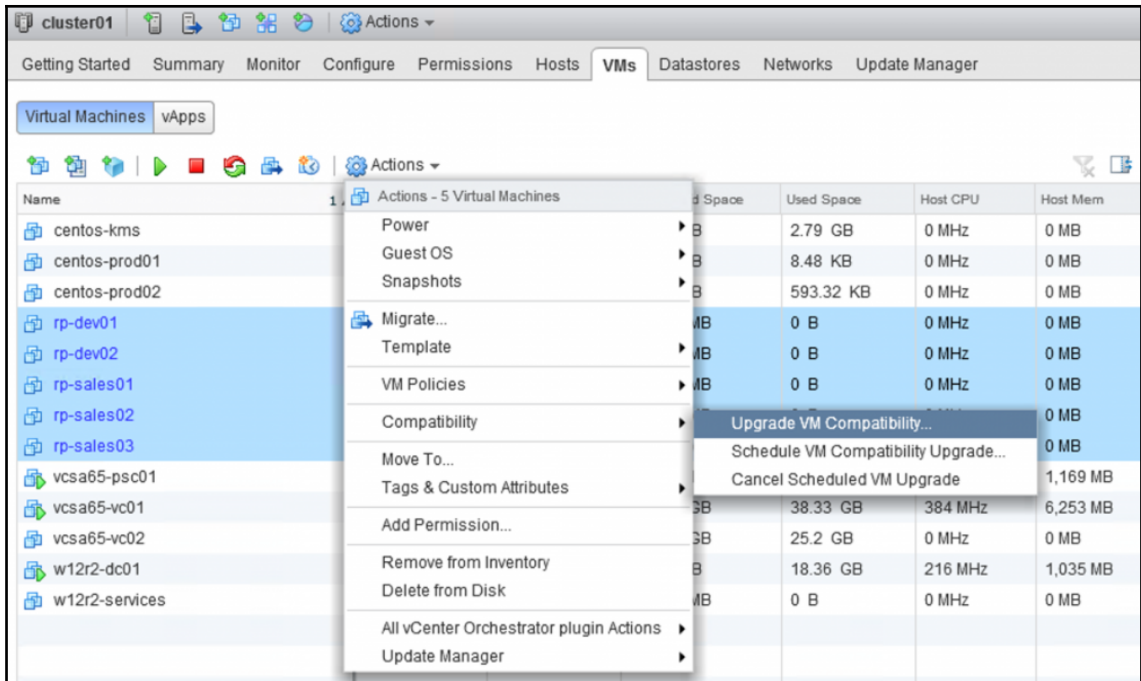 cluster01 Actions
Getting Started Summary Monitor Configure Permissions Hosts VMs Datastores Networks Update Manager
Virtual Machines vApps
Actions
Name 1 Used Space Host CPU Host Mem
Actions - 5 Virtual Machines
Power
Guest OS
Snapshots
Migrate...
Template
VM Policies
Compatibility
Move To...
Tags & Custom Attributes
Add Permission...
Remove from Inventory
Delete from Disk
All vCenter Orchestrator plugin Actions
Update Manager
Upgrade VM Compatibility...
Schedule VM Compatibility Upgrade...
Cancel Scheduled VM Upgrade
centos-kms B 2.79 GB 0 MHz 0 MB
centos-prod01 B 8.48 KB 0 MHz 0 MB
centos-prod02 B 593.32 KB 0 MHz 0 MB
rp-dev01 MB 0 B 0 MHz 0 MB
rp-dev02 MB 0 B 0 MHz 0 MB
rp-sales01 MB 0 B 0 MHz 0 MB
rp-sales02 0 MB
rp-sales03 0 MB
vcsa65-psc01 1,169 MB
vcsa65-vc01 GB 38.33 GB 384 MHz 6,253 MB
vcsa65-vc02 GB 25.2 GB 0 MHz 0 MB
w12r2-dc01 B 18.36 GB 216 MHz 1,035 MB
w12r2-services MB 0 B 0 MHz 0 MB